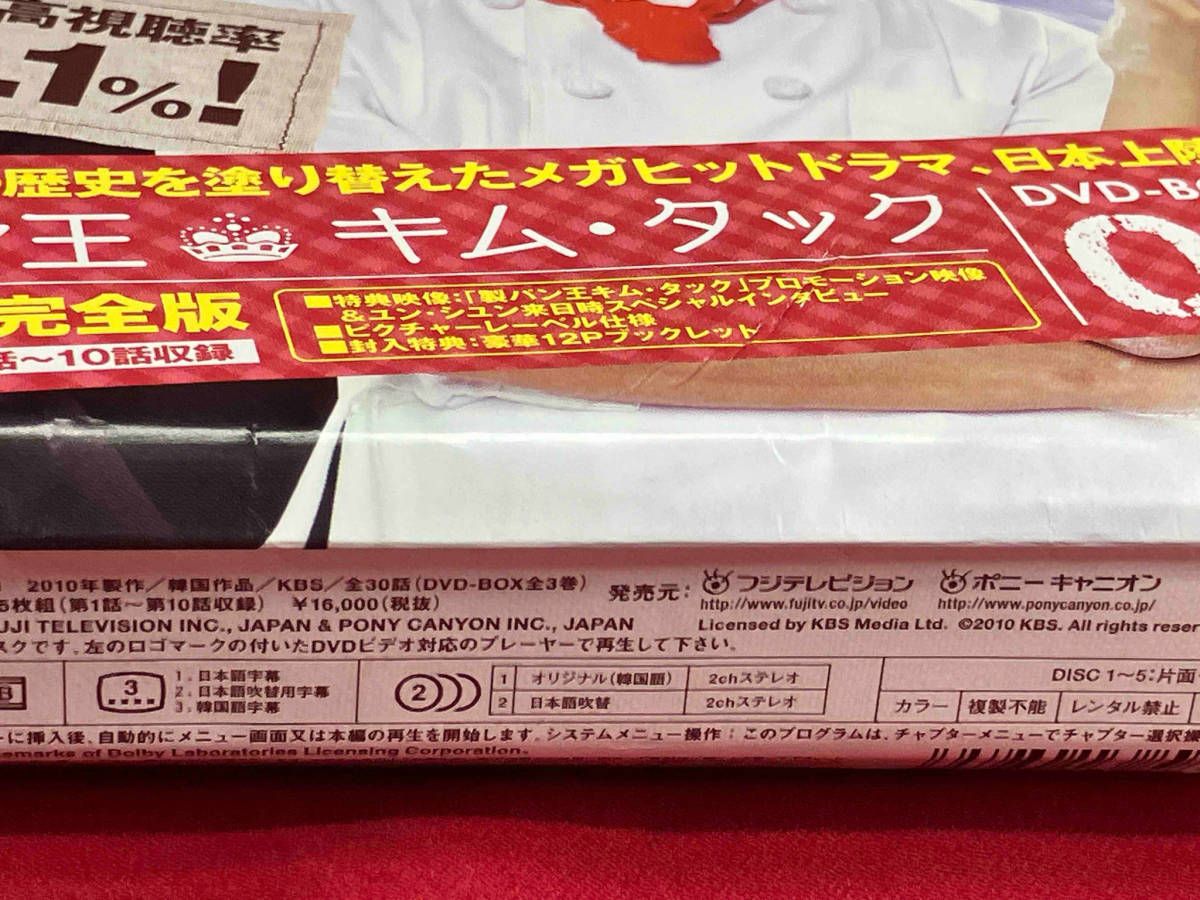 高視聴率
1%!
歴史を塗り替えたメガヒットドラマ、日本上陸
王 キム・タック
DVD-B
完全版
話〜10話収録
■特典映像:「製パン王キム・タック」プロモーション映像
&ユン・シユン来日時スペシャルインタビュー
■ピクチャーレーベル仕様
■封入特典:豪華12Pブックレット
2010年製作/韓国作品/KBS/全30話(DVD-BOX全3巻)
5枚組(第1話〜第10話収録) ¥16,000(税抜)
UJI TELEVISION INC., JAPAN & PONY CANYON INC., JAPAN
スクです。左のロゴマークの付いたDVDビデオ対応のプレーヤーで再生して下さい。
発売元: フジテレビジョン ポニーキャニオン
http://www.fujitv.co.jp/video http://www.ponycanyon.co.jp/
Licensed by KBS Media Ltd. ©2010 KBS. All rights reser
3
1:日本語字幕
2:日本語吹替用字幕
3:韓国語字幕
2
1 オリジナル(韓国語) 2chステレオ
2 日本語吹替 2chステレオ
DISC 1〜5:片面
カラー 複製不能 レンタル禁止
に挿入後、自動的にメニュー画面又は本編の再生を開始します。システムメニュー操作:このプログラムは、チャプターメニューでチャプター選択操
emarks of Dolby Laboratories Licensing Corporation.